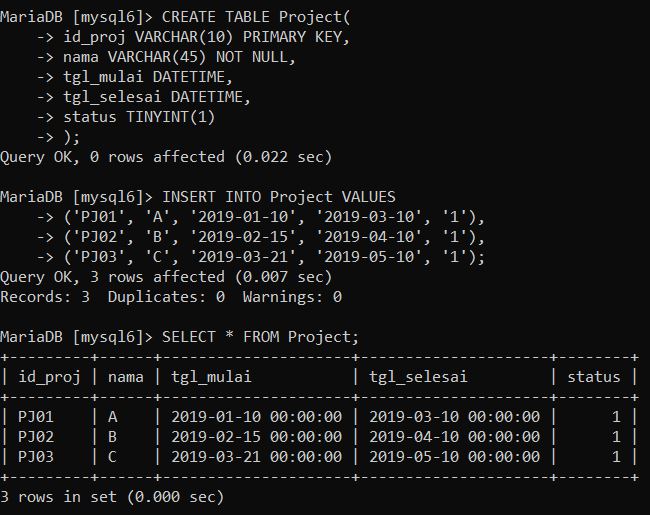 MariaDB [mysql6]> CREATE TABLE Project(
    -> id_proj VARCHAR(10) PRIMARY KEY,
    -> nama VARCHAR(45) NOT NULL,
    -> tgl_mulai DATETIME,
    -> tgl_selesai DATETIME,
    -> status TINYINT(1)
    -> );
Query OK, 0 rows affected (0.022 sec)

MariaDB [mysql6]> INSERT INTO Project VALUES
    -> ('PJ01', 'A', '2019-01-10', '2019-03-10', '1'),
    -> ('PJ02', 'B', '2019-02-15', '2019-04-10', '1'),
    -> ('PJ03', 'C', '2019-03-21', '2019-05-10', '1');
Query OK, 3 rows affected (0.007 sec)
Records: 3  Duplicates: 0  Warnings: 0

MariaDB [mysql6]> SELECT * FROM Project;
+---------+------+---------------------+---------------------+--------+
| id_proj | nama | tgl_mulai           | tgl_selesai         | status |
+---------+------+---------------------+---------------------+--------+
| PJ01    | A    | 2019-01-10 00:00:00 | 2019-03-10 00:00:00 |      1 |
| PJ02    | B    | 2019-02-15 00:00:00 | 2019-04-10 00:00:00 |      1 |
| PJ03    | C    | 2019-03-21 00:00:00 | 2019-05-10 00:00:00 |      1 |
+---------+------+---------------------+---------------------+--------+
3 rows in set (0.000 sec)